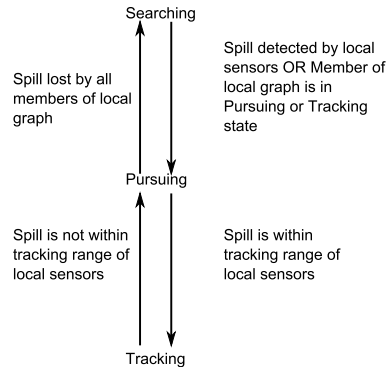 Searching
Spill lost by all
members of local
graph
Spill detected by local
sensors OR Member of
local graph is in
Pursuing or Tracking
state
Pursuing
Spill is not within
tracking range of
local sensors
Spill is within
tracking range of
local sensors
Tracking